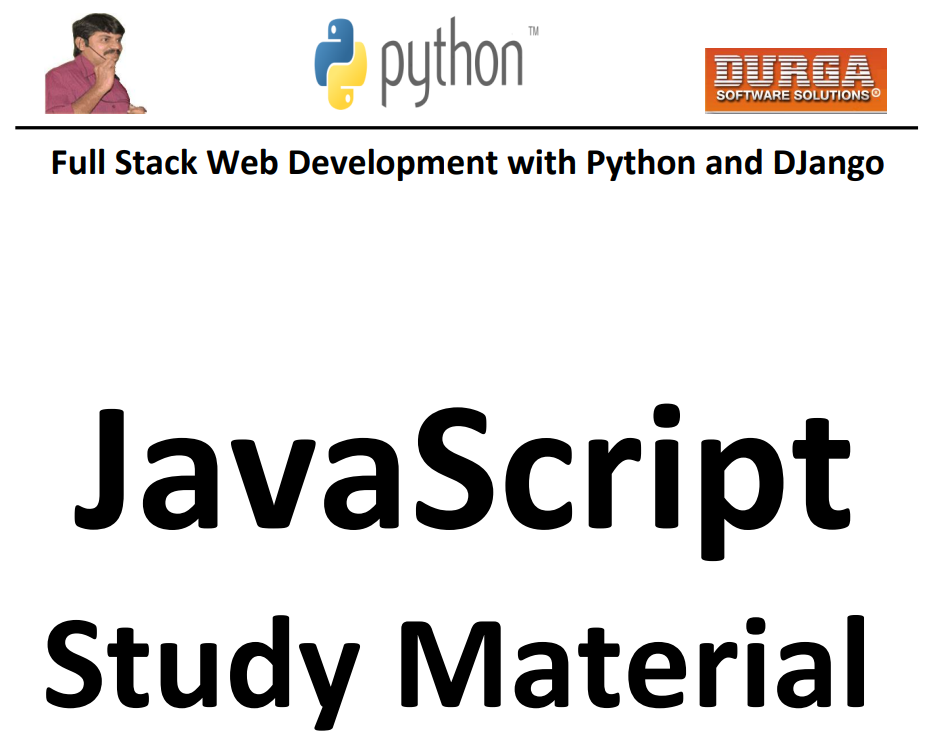 python™
DURGA
SOFTWARE SOLUTIONS®
Full Stack Web Development with Python and DJango
JavaScript
Study Material